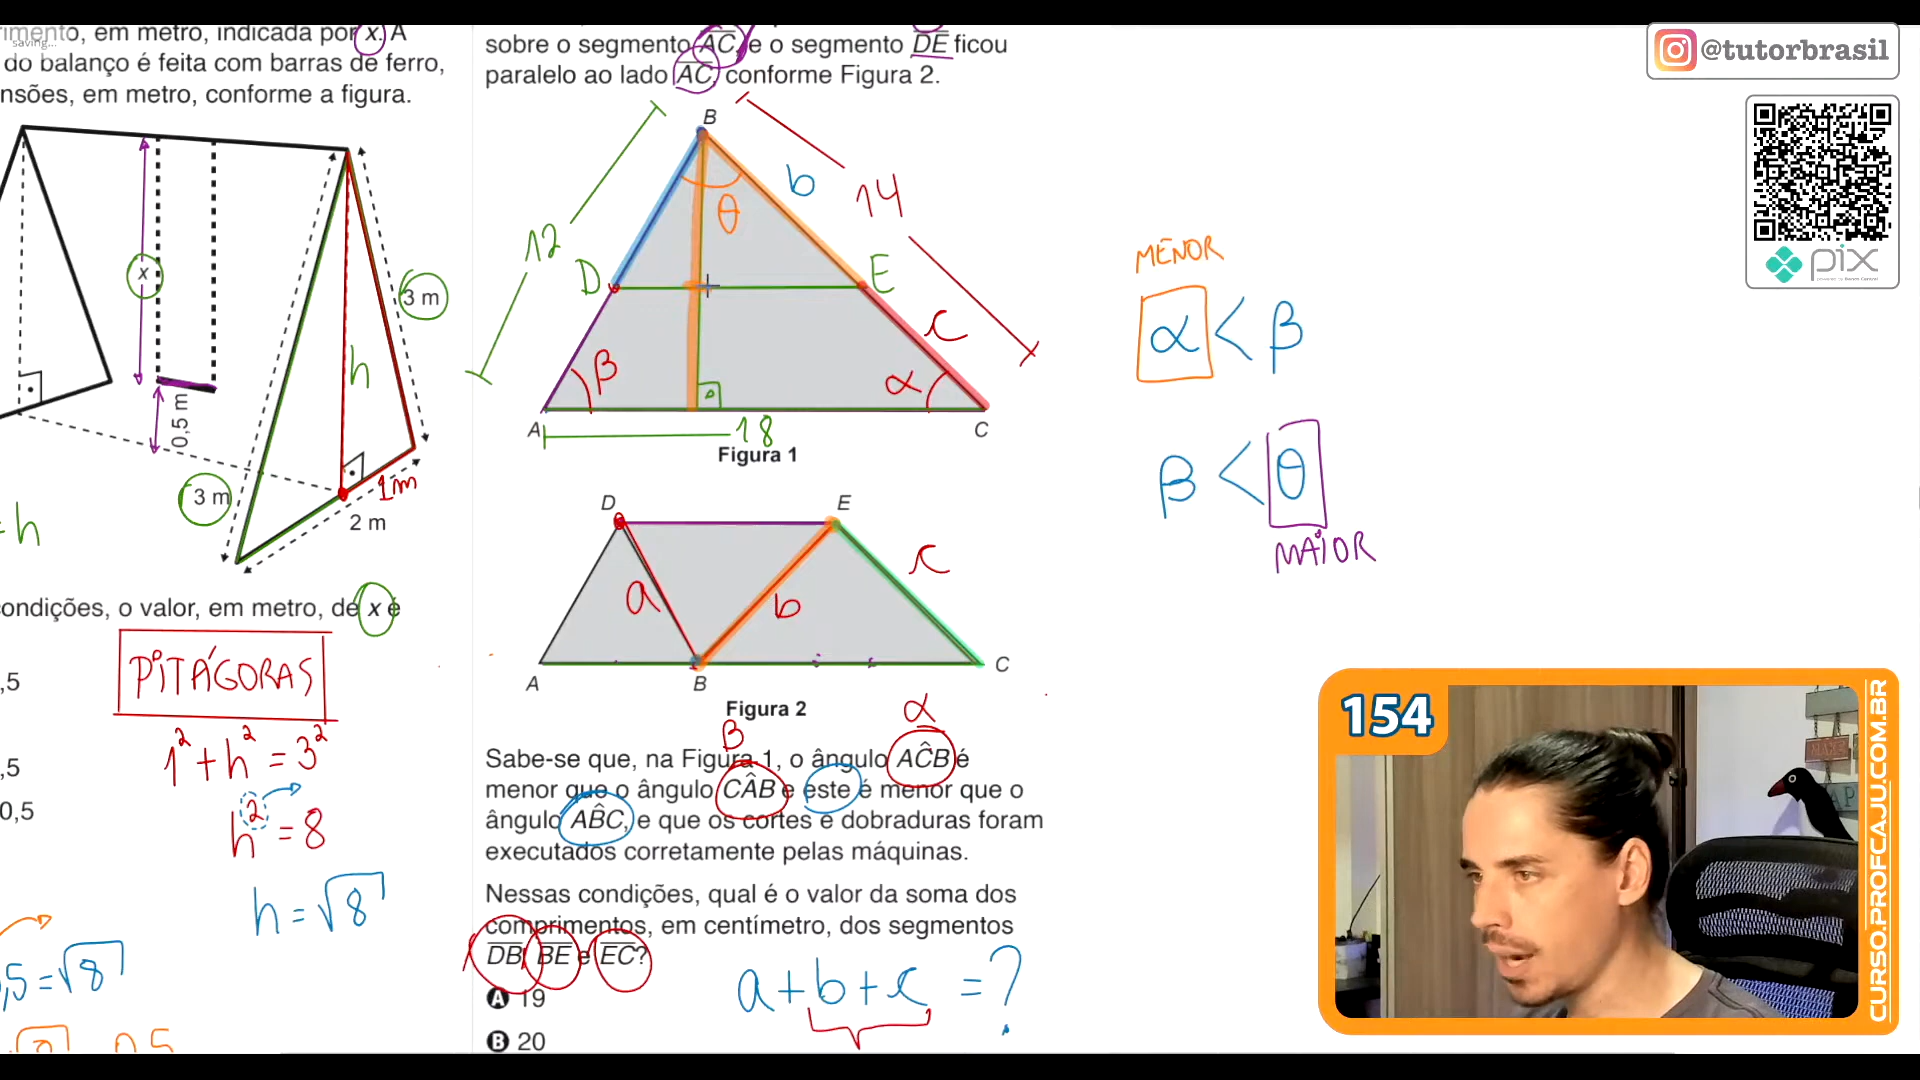 rimento, em metro, indicada por x. A
saving...
do balanço é feita com barras de ferro,
nsões, em metro, conforme a figura.
x
3 m
h
0,5 m
3 m
1m
2 m
= h
condições, o valor, em metro, de x é
,5
PITÁGORAS
1² + h² = 3²
,5
0,5
h² = 8
h = √8
,5 = √8
sobre o segmento AC, e o segmento DE ficou
paralelo ao lado AC, conforme Figura 2.
B
b
14
θ
12
D
E
c
β
α
A
18
C
Figura 1
D
E
a
b
c
A
B
C
Figura 2
B
α
Sabe-se que, na Figura 1, o ângulo AĈB é
menor que o ângulo CÂB e este é menor que o
ângulo AB̂C, e que os cortes e dobraduras foram
executados corretamente pelas máquinas.
Nessas condições, qual é o valor da soma dos
comprimentos, em centímetro, dos segmentos
DB, BE e EC?
A 19
B 20
a + b + c = ?
MENOR
α < β
β < θ
MAIOR
@tutorbrasil
pix
154
CURSO.PROFCAJU.COM.BR